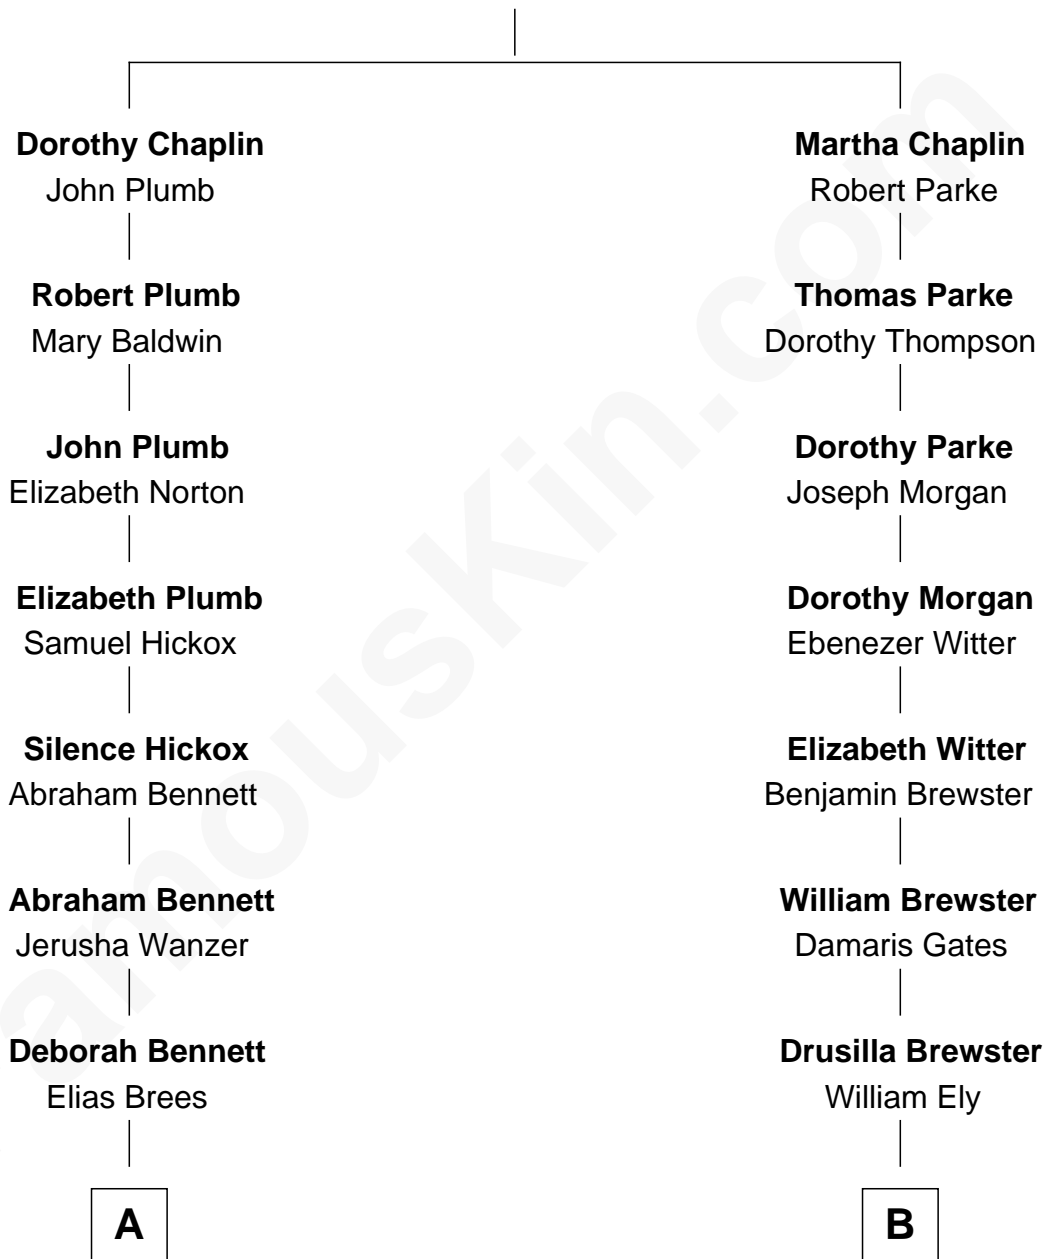 Dorothy Chaplin
John Plumb
Martha Chaplin
Robert Parke
Robert Plumb
Mary Baldwin
Thomas Parke
Dorothy Thompson
John Plumb
Elizabeth Norton
Dorothy Parke
Joseph Morgan
Elizabeth Plumb
Samuel Hickox
Dorothy Morgan
Ebenezer Witter
Silence Hickox
Abraham Bennett
Elizabeth Witter
Benjamin Brewster
Abraham Bennett
Jerusha Wanzer
William Brewster
Damaris Gates
Deborah Bennett
Elias Brees
Drusilla Brewster
William Ely
A
B
amousKin.com